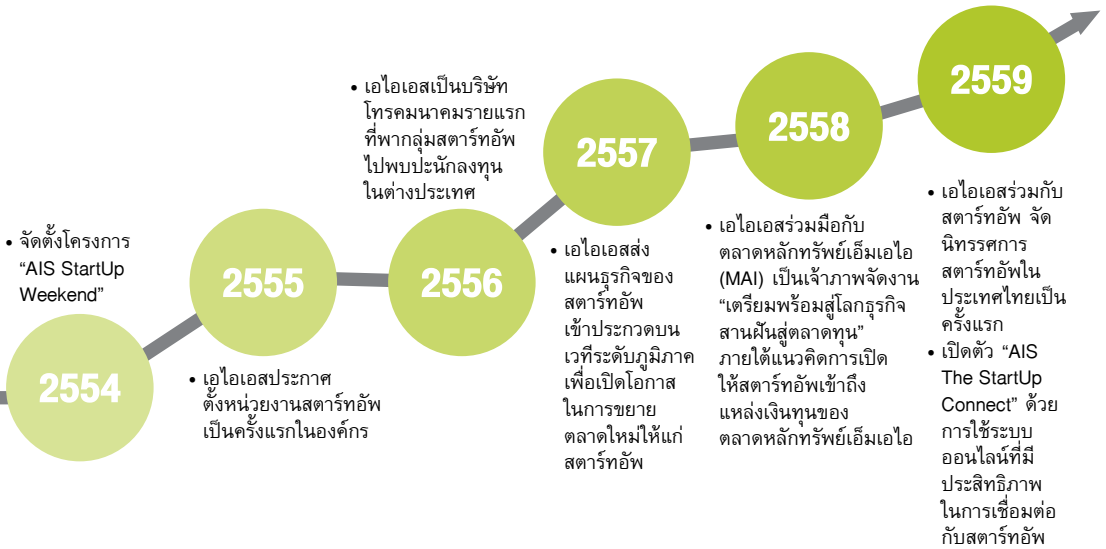 • จัดตั้งโครงการ
“AIS StartUp
Weekend”
2554
2555
• เอไอเอสประกาศ
ตั้งหน่วยงานสตาร์ทอัพ
เป็นครั้งแรกในองค์กร
• เอไอเอสเป็นบริษัท
โทรคมนาคมรายแรก
ที่พากลุ่มสตาร์ทอัพ
ไปพบปะนักลงทุน
ในต่างประเทศ
2556
2557
• เอไอเอสส่ง
แผนธุรกิจของ
สตาร์ทอัพ
เข้าประกวดบน
เวทีระดับภูมิภาค
เพื่อเปิดโอกาส
ในการขยาย
ตลาดใหม่ให้แก่
สตาร์ทอัพ
2558
• เอไอเอสร่วมมือกับ
ตลาดหลักทรัพย์เอ็มเอไอ
(MAI) เป็นเจ้าภาพจัดงาน
“เตรียมพร้อมสู่โลกธุรกิจ
สานฝันสู่ตลาดทุน”
ภายใต้แนวคิดการเปิด
ให้สตาร์ทอัพเข้าถึง
แหล่งเงินทุนของ
ตลาดหลักทรัพย์เอ็มเอไอ
2559
• เอไอเอสร่วมกับ
สตาร์ทอัพ จัด
นิทรรศการ
สตาร์ทอัพใน
ประเทศไทยเป็น
ครั้งแรก
• เปิดตัว “AIS
The StartUp
Connect” ด้วย
การใช้ระบบ
ออนไลน์ที่มี
ประสิทธิภาพ
ในการเชื่อมต่อ
กับสตาร์ทอัพ